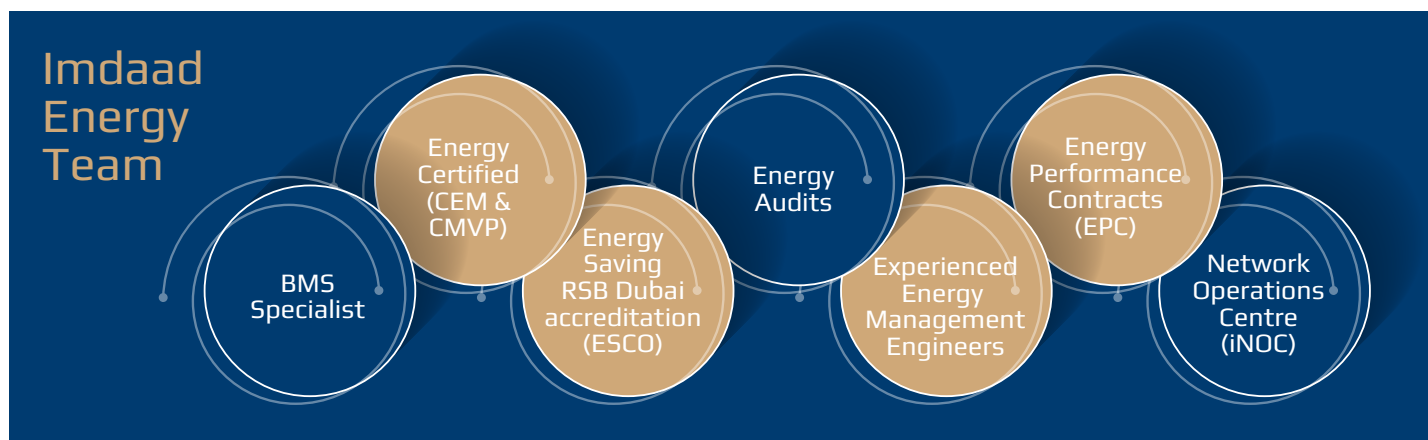 Imdaad
Energy
Team
BMS
Specialist
Energy
Certified
(CEM &
CMVP)
Energy
Saving
RSB Dubai
accreditation
(ESCO)
Energy
Audits
Experienced
Energy
Management
Engineers
Energy
Performance
Contracts
(EPC)
Network
Operations
Centre
(iNOC)